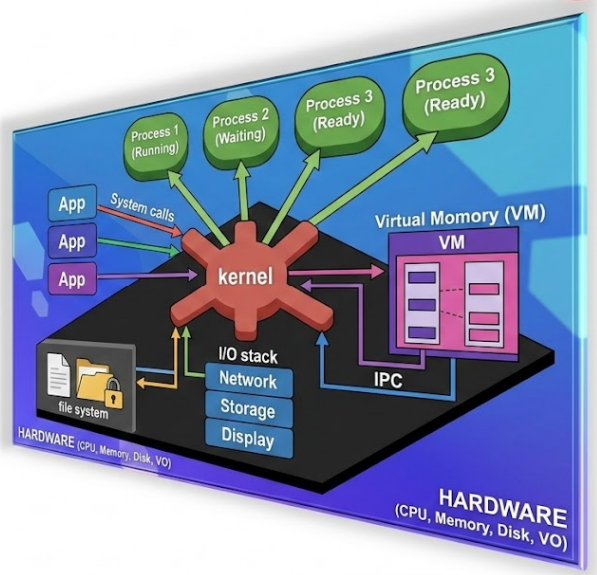 Process 1
(Running)
Process 2
(Waiting)
Process 3
(Ready)
Process 3
(Ready)
App
System calls
App
App
kernel
Virtual Momory (VM)
VM
file system
I/O stack
Network
Storage
Display
IPC
HARDWARE (CPU, Memory, Disk, VO)
HARDWARE
(CPU, Memory, Disk, VO)